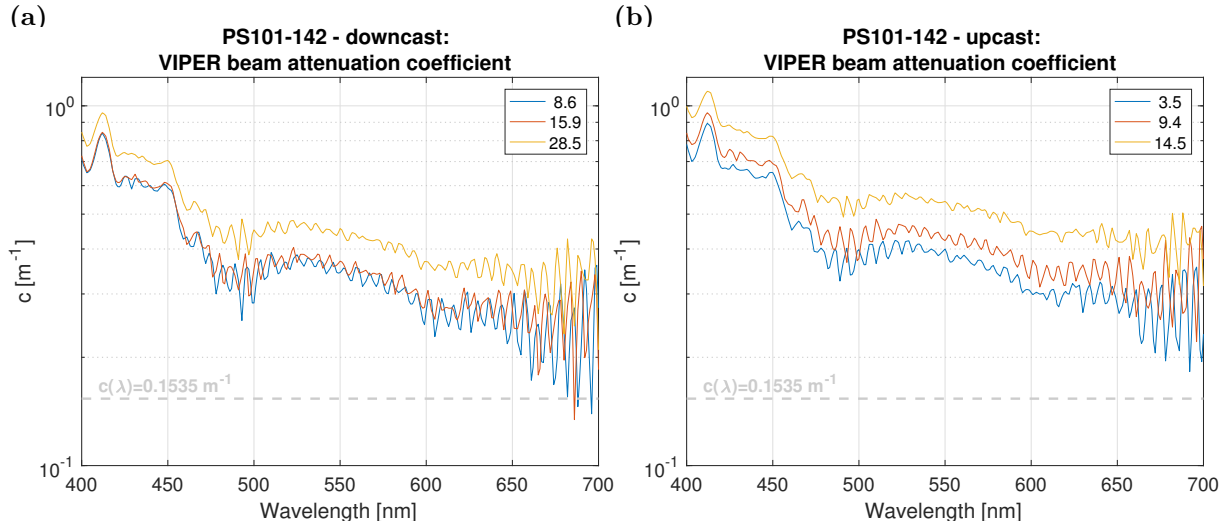 (a)
PS101-142 - downcast:
VIPER beam attenuation coefficient
10⁰
8.6
15.9
28.5
c [m⁻¹]
c(λ)=0.1535 m⁻¹
10⁻¹
400
450
500
550
600
650
700
Wavelength [nm]
(b)
PS101-142 - upcast:
VIPER beam attenuation coefficient
10⁰
3.5
9.4
14.5
c [m⁻¹]
c(λ)=0.1535 m⁻¹
10⁻¹
400
450
500
550
600
650
700
Wavelength [nm]